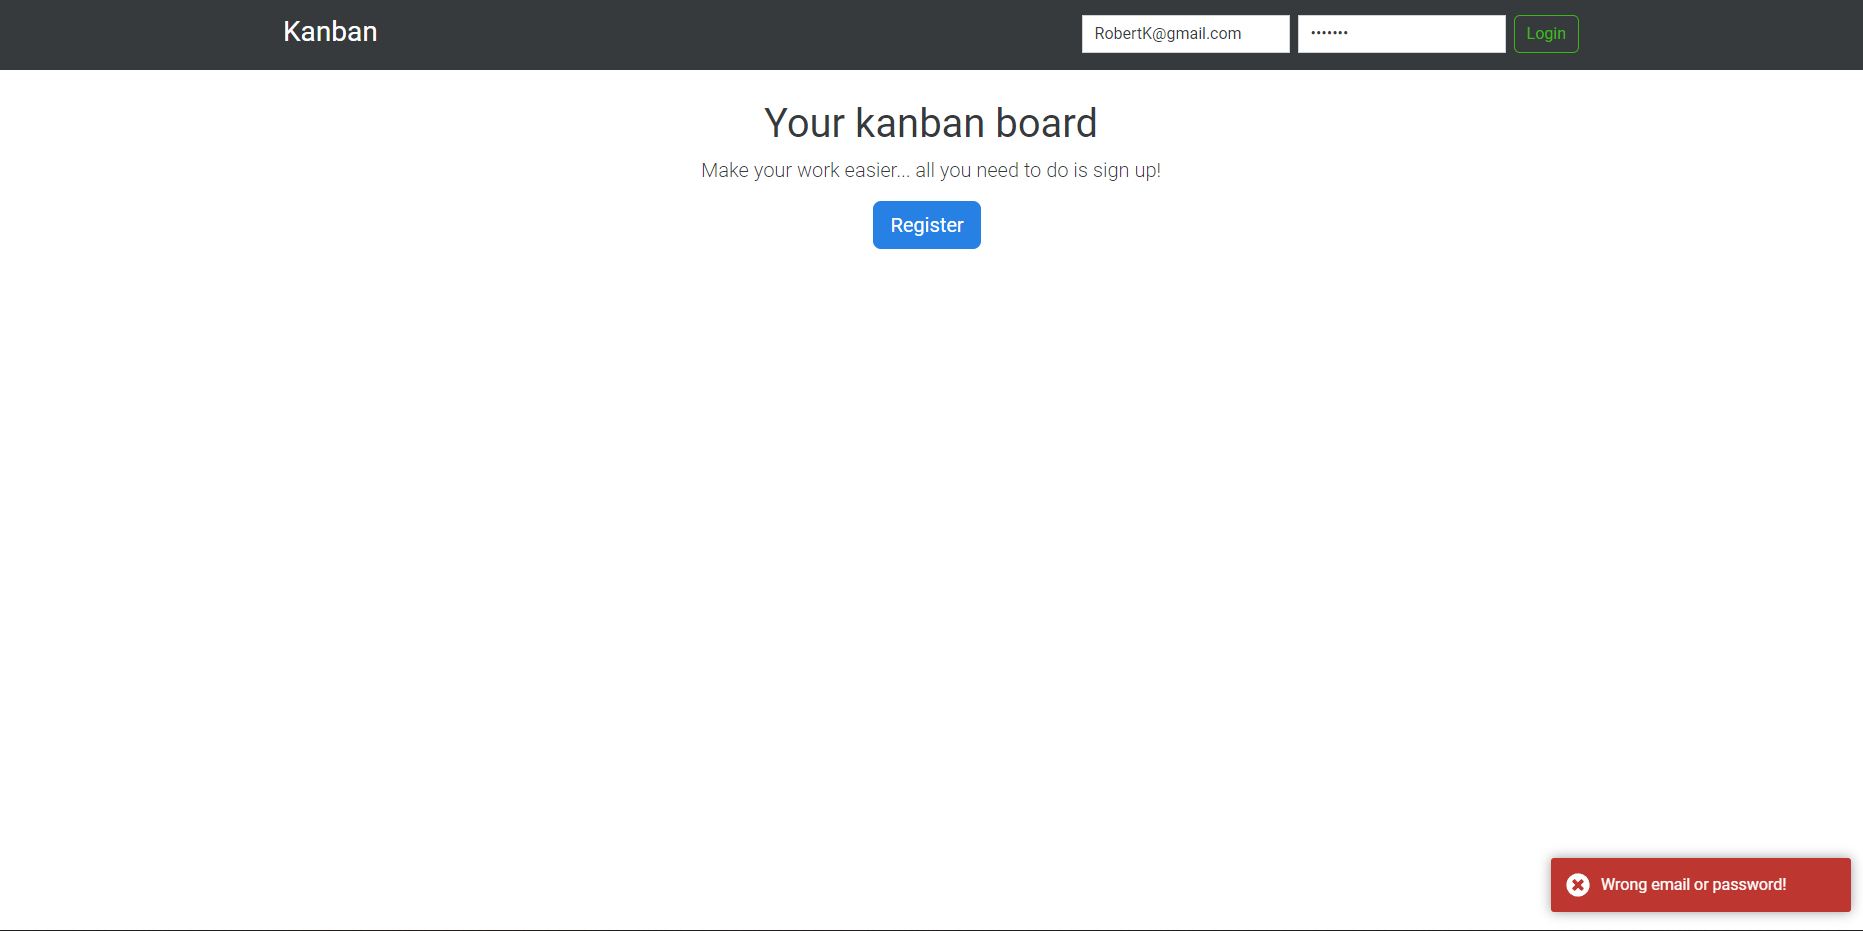 Kanban
RobertK@gmail.com
•••••••
Login
Your kanban board
Make your work easier... all you need to do is sign up!
Register
Wrong email or password!